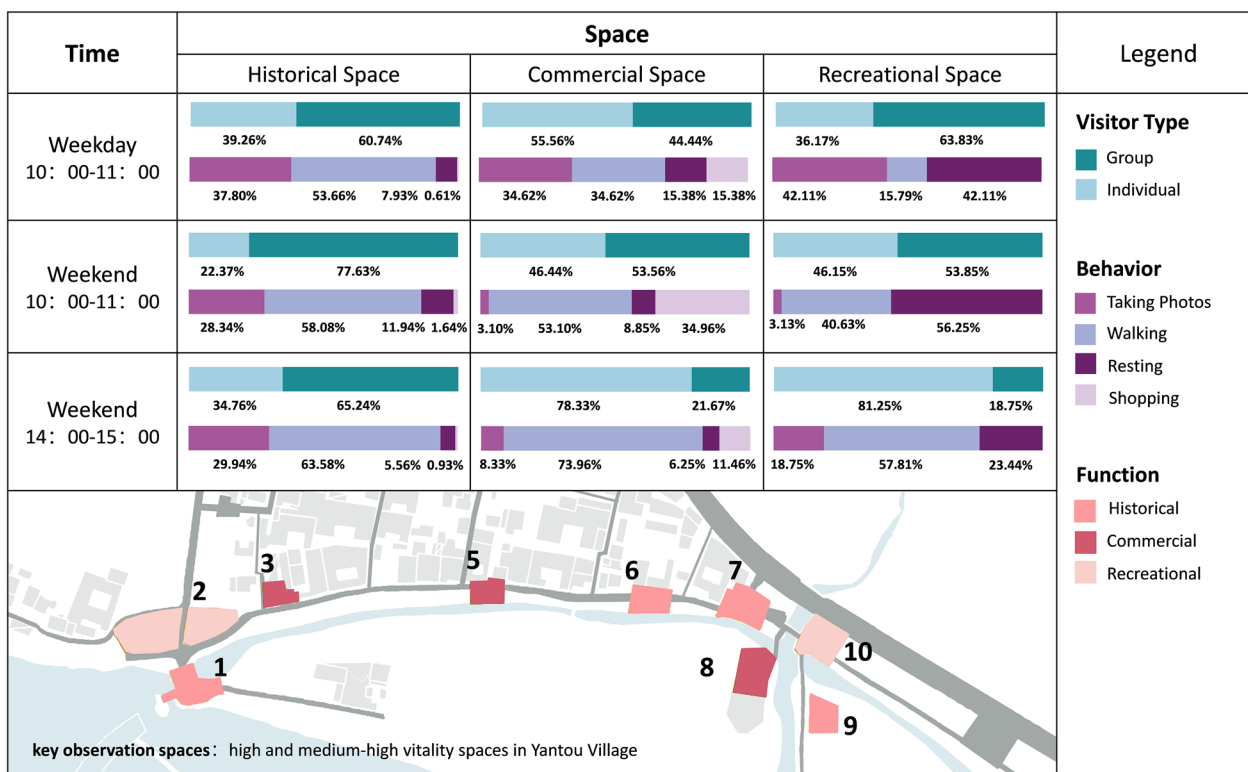 Time
Space
Legend
Historical Space
Commercial Space
Recreational Space
Weekday
10：00-11：00
39.26% 60.74%
37.80% 53.66% 7.93% 0.61%
55.56% 44.44%
34.62% 34.62% 15.38% 15.38%
36.17% 63.83%
42.11% 15.79% 42.11%
Weekend
10：00-11：00
22.37% 77.63%
28.34% 58.08% 11.94% 1.64%
46.44% 53.56%
3.10% 53.10% 8.85% 34.96%
46.15% 53.85%
3.13% 40.63% 56.25%
Weekend
14：00-15：00
34.76% 65.24%
29.94% 63.58% 5.56% 0.93%
78.33% 21.67%
8.33% 73.96% 6.25% 11.46%
81.25% 18.75%
18.75% 57.81% 23.44%
Visitor Type
Group
Individual
Behavior
Taking Photos
Walking
Resting
Shopping
Function
Historical
Commercial
Recreational
1
2
3
5
6
7
8
9
10
key observation spaces： high and medium-high vitality spaces in Yantou Village